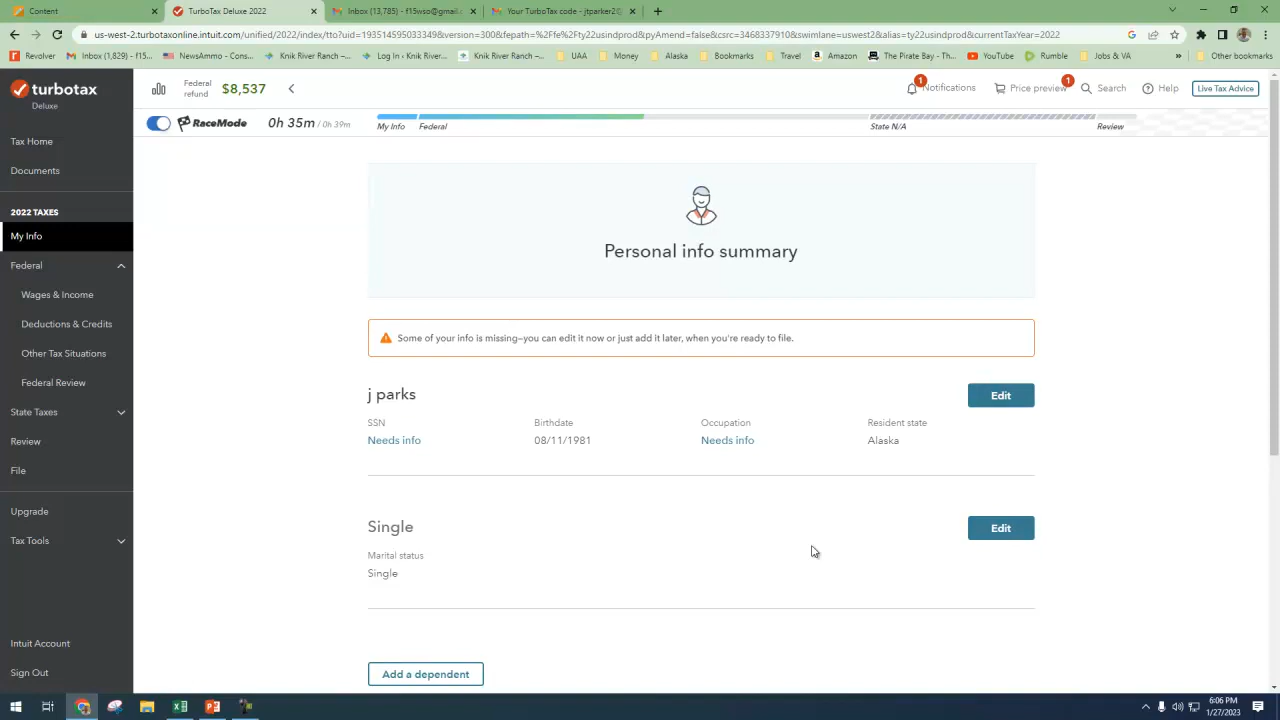 Content
TurboTax Deluxe 2022
Inbox (13,785) - f15wso@gmail.c
Your TurboTax code - jtparker2@
us-west-2.turbotaxonline.intuit.com/unified/2022/index/tto?uid=193514595033349&version=300&fepath=%2Ffe%2Fty22usindprod&pyAmend=false&csrc=3468337910&swimlane=uswest2&alias=ty22usindprod&currentTaxYear=2022
Revolver
Inbox (1,829) - f15...
NewsAmmo - Cons...
Knik River Ranch –...
Log In ‹ Knik River...
Knik River Ranch –...
UAA
Money
Alaska
Bookmarks
Travel
Amazon
The Pirate Bay - Th...
YouTube
Rumble
Jobs & VA
»
Other bookmarks
turbotax
Deluxe
Federal
refund
$8,537
1
Notifications
Price preview
1
Search
Help
Live Tax Advice
RaceMode
0h 35m / 0h 39m
My Info
Federal
State N/A
Review
Tax Home
Documents
2022 TAXES
My Info
Federal
Wages & Income
Deductions & Credits
Other Tax Situations
Federal Review
State Taxes
Review
File
Upgrade
Tax Tools
Intuit Account
Sign Out
Personal info summary
Some of your info is missing—you can edit it now or just add it later, when you're ready to file.
j parks
Edit
SSN
Birthdate
Occupation
Resident state
Needs info
08/11/1981
Needs info
Alaska
Single
Edit
Marital status
Single
Add a dependent
6:06 PM
1/27/2023